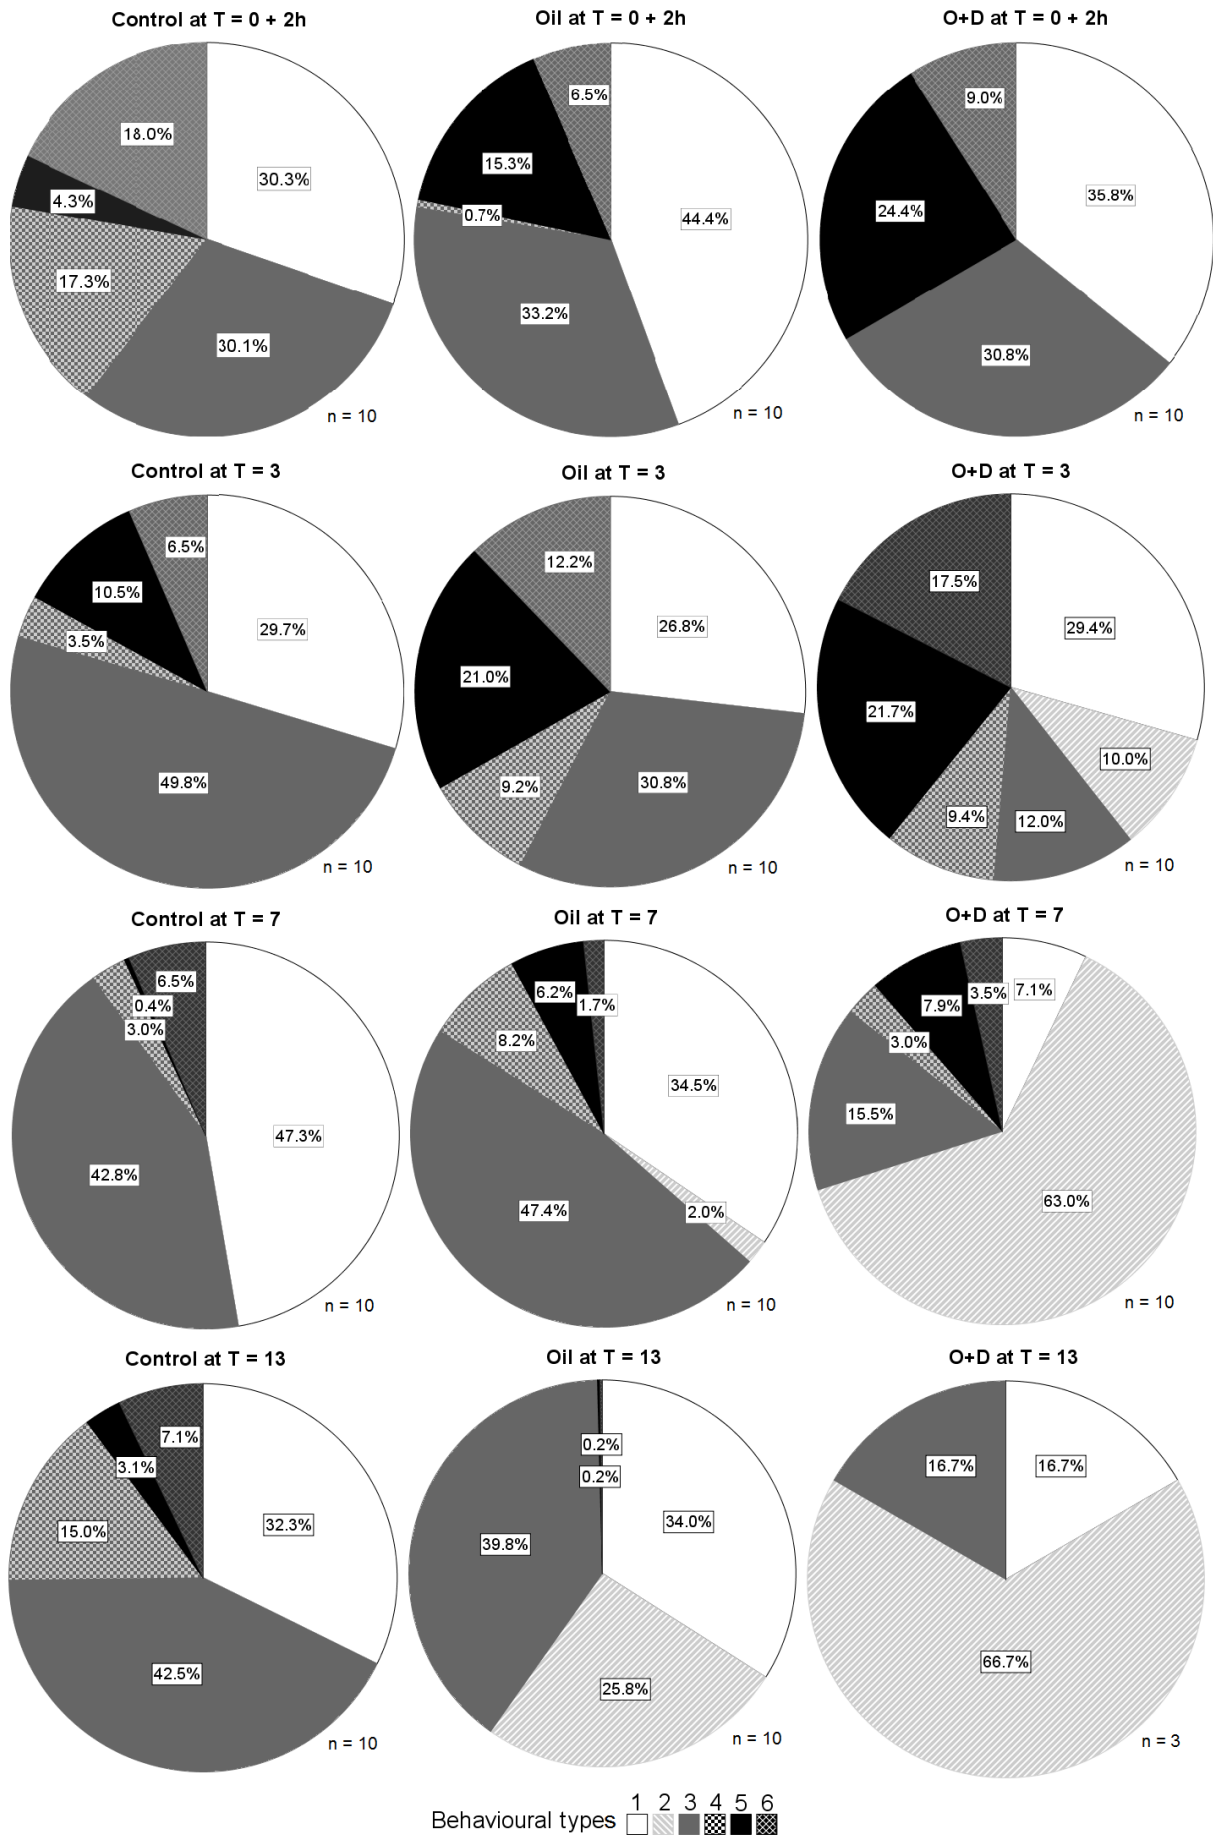 Control at T = 0 + 2h
18.0%
30.3%
4.3%
17.3%
30.1%
n = 10
Oil at T = 0 + 2h
6.5%
15.3%
0.7%
44.4%
33.2%
n = 10
O+D at T = 0 + 2h
9.0%
35.8%
24.4%
30.8%
n = 10
Control at T = 3
6.5%
10.5%
29.7%
3.5%
49.8%
n = 10
Oil at T = 3
12.2%
26.8%
21.0%
9.2%
30.8%
n = 10
O+D at T = 3
17.5%
29.4%
21.7%
10.0%
9.4%
12.0%
n = 10
Control at T = 7
6.5%
0.4%
3.0%
47.3%
42.8%
n = 10
Oil at T = 7
6.2%
1.7%
8.2%
34.5%
47.4%
2.0%
n = 10
O+D at T = 7
3.5%
7.1%
7.9%
3.0%
15.5%
63.0%
n = 10
Control at T = 13
7.1%
3.1%
15.0%
32.3%
42.5%
n = 10
Oil at T = 13
0.2%
0.2%
34.0%
39.8%
25.8%
n = 10
O+D at T = 13
16.7%
16.7%
66.7%
n = 3
1 2 3 4 5 6
Behavioural types